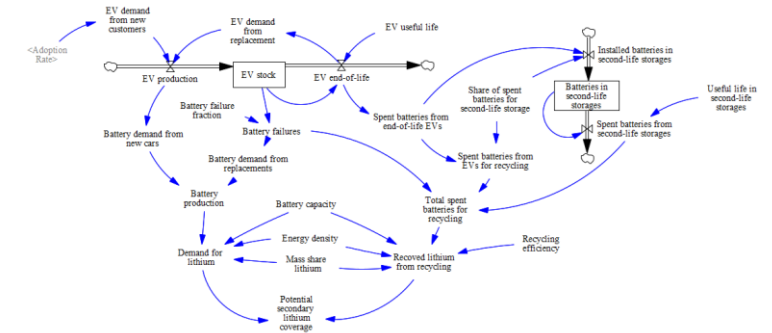 EV demand
from new
customers
<Adoption
Rate>
EV demand
from
replacement
EV useful life
EV production
EV stock
EV end-of-life
Installed batteries in
second-life storages
Battery failure
fraction
Share of spent
batteries for
second-life storage
Batteries in
second-life
storages
Useful life in
second-life
storages
Battery demand from
new cars
Battery failures
Spent batteries from
end-of-life EVs
Spent batteries from
second-life storages
Battery demand from
replacements
Spent batteries from
EVs for recycling
Battery
production
Battery capacity
Total spent
batteries for
recycling
Demand for
lithium
Energy density
Mass share
lithium
Recoved lithium
from recycling
Recycling
efficiency
Potential
secondary
lithium
coverage